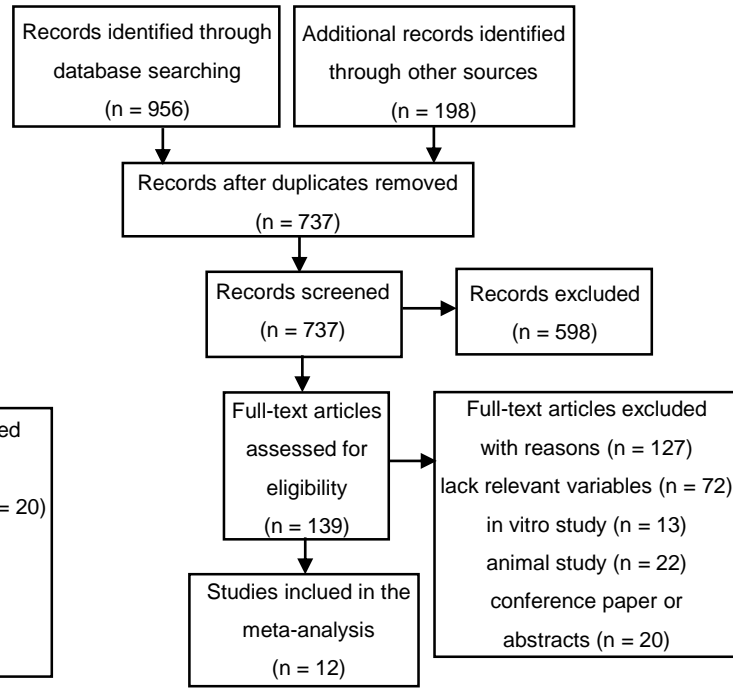 Records identified through
database searching
(n = 956)
Additional records identified
through other sources
(n = 198)
Records after duplicates removed
(n = 737)
Records screened
(n = 737)
Records excluded
(n = 598)
Full-text articles
assessed for
eligibility
(n = 139)
Full-text articles excluded
with reasons (n = 127)
lack relevant variables (n = 72)
in vitro study (n = 13)
animal study (n = 22)
conference paper or
abstracts (n = 20)
Studies inclued in the
meta-analysis
(n = 12)
= 20)